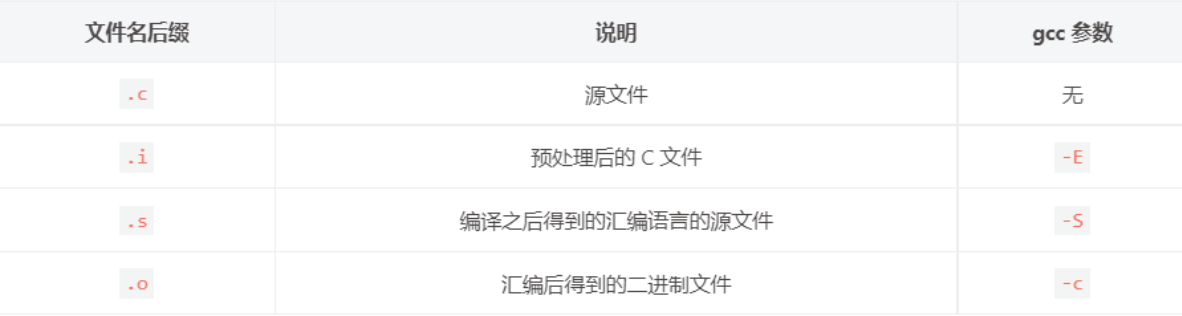 文件名后缀 说明 gcc 参数
.c 源文件 无
.i 预处理后的 C 文件 -E
.s 编译之后得到的汇编语言的源文件 -S
.o 汇编后得到的二进制文件 -c